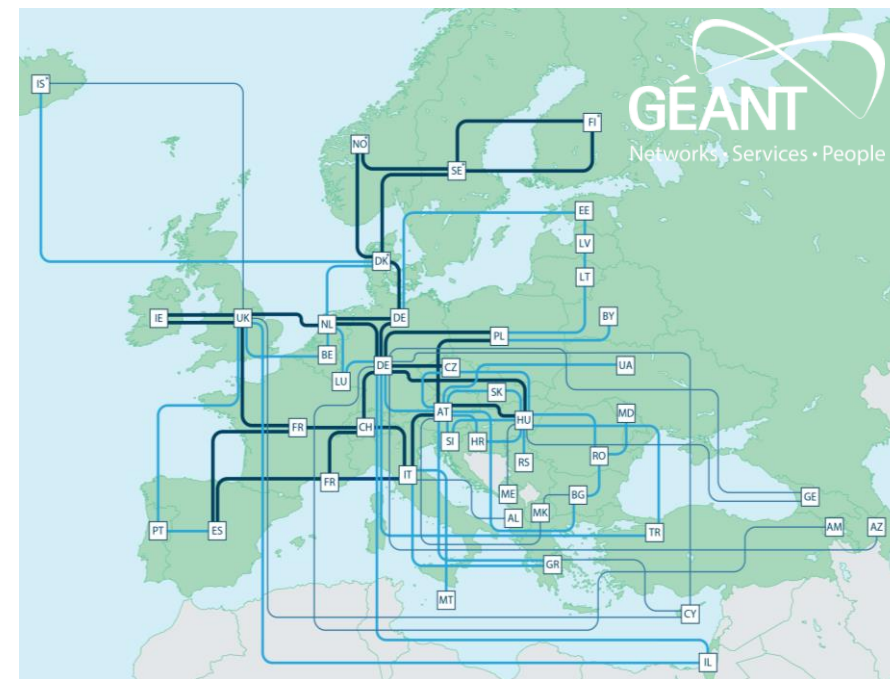 GÉANT
Networks • Services • People
IS*
NO*
FI*
SE*
EE
LV
LT
DK*
IE
UK
NL
DE
BY
PL
BE
LU
DE
CZ
UA
SK
AT
HU
MD
FR
CH
SI
HR
RS
RO
FR
IT
ME
BG
GE
PT
ES
AL
MK
TR
AM
AZ
GR
MT
CY
IL